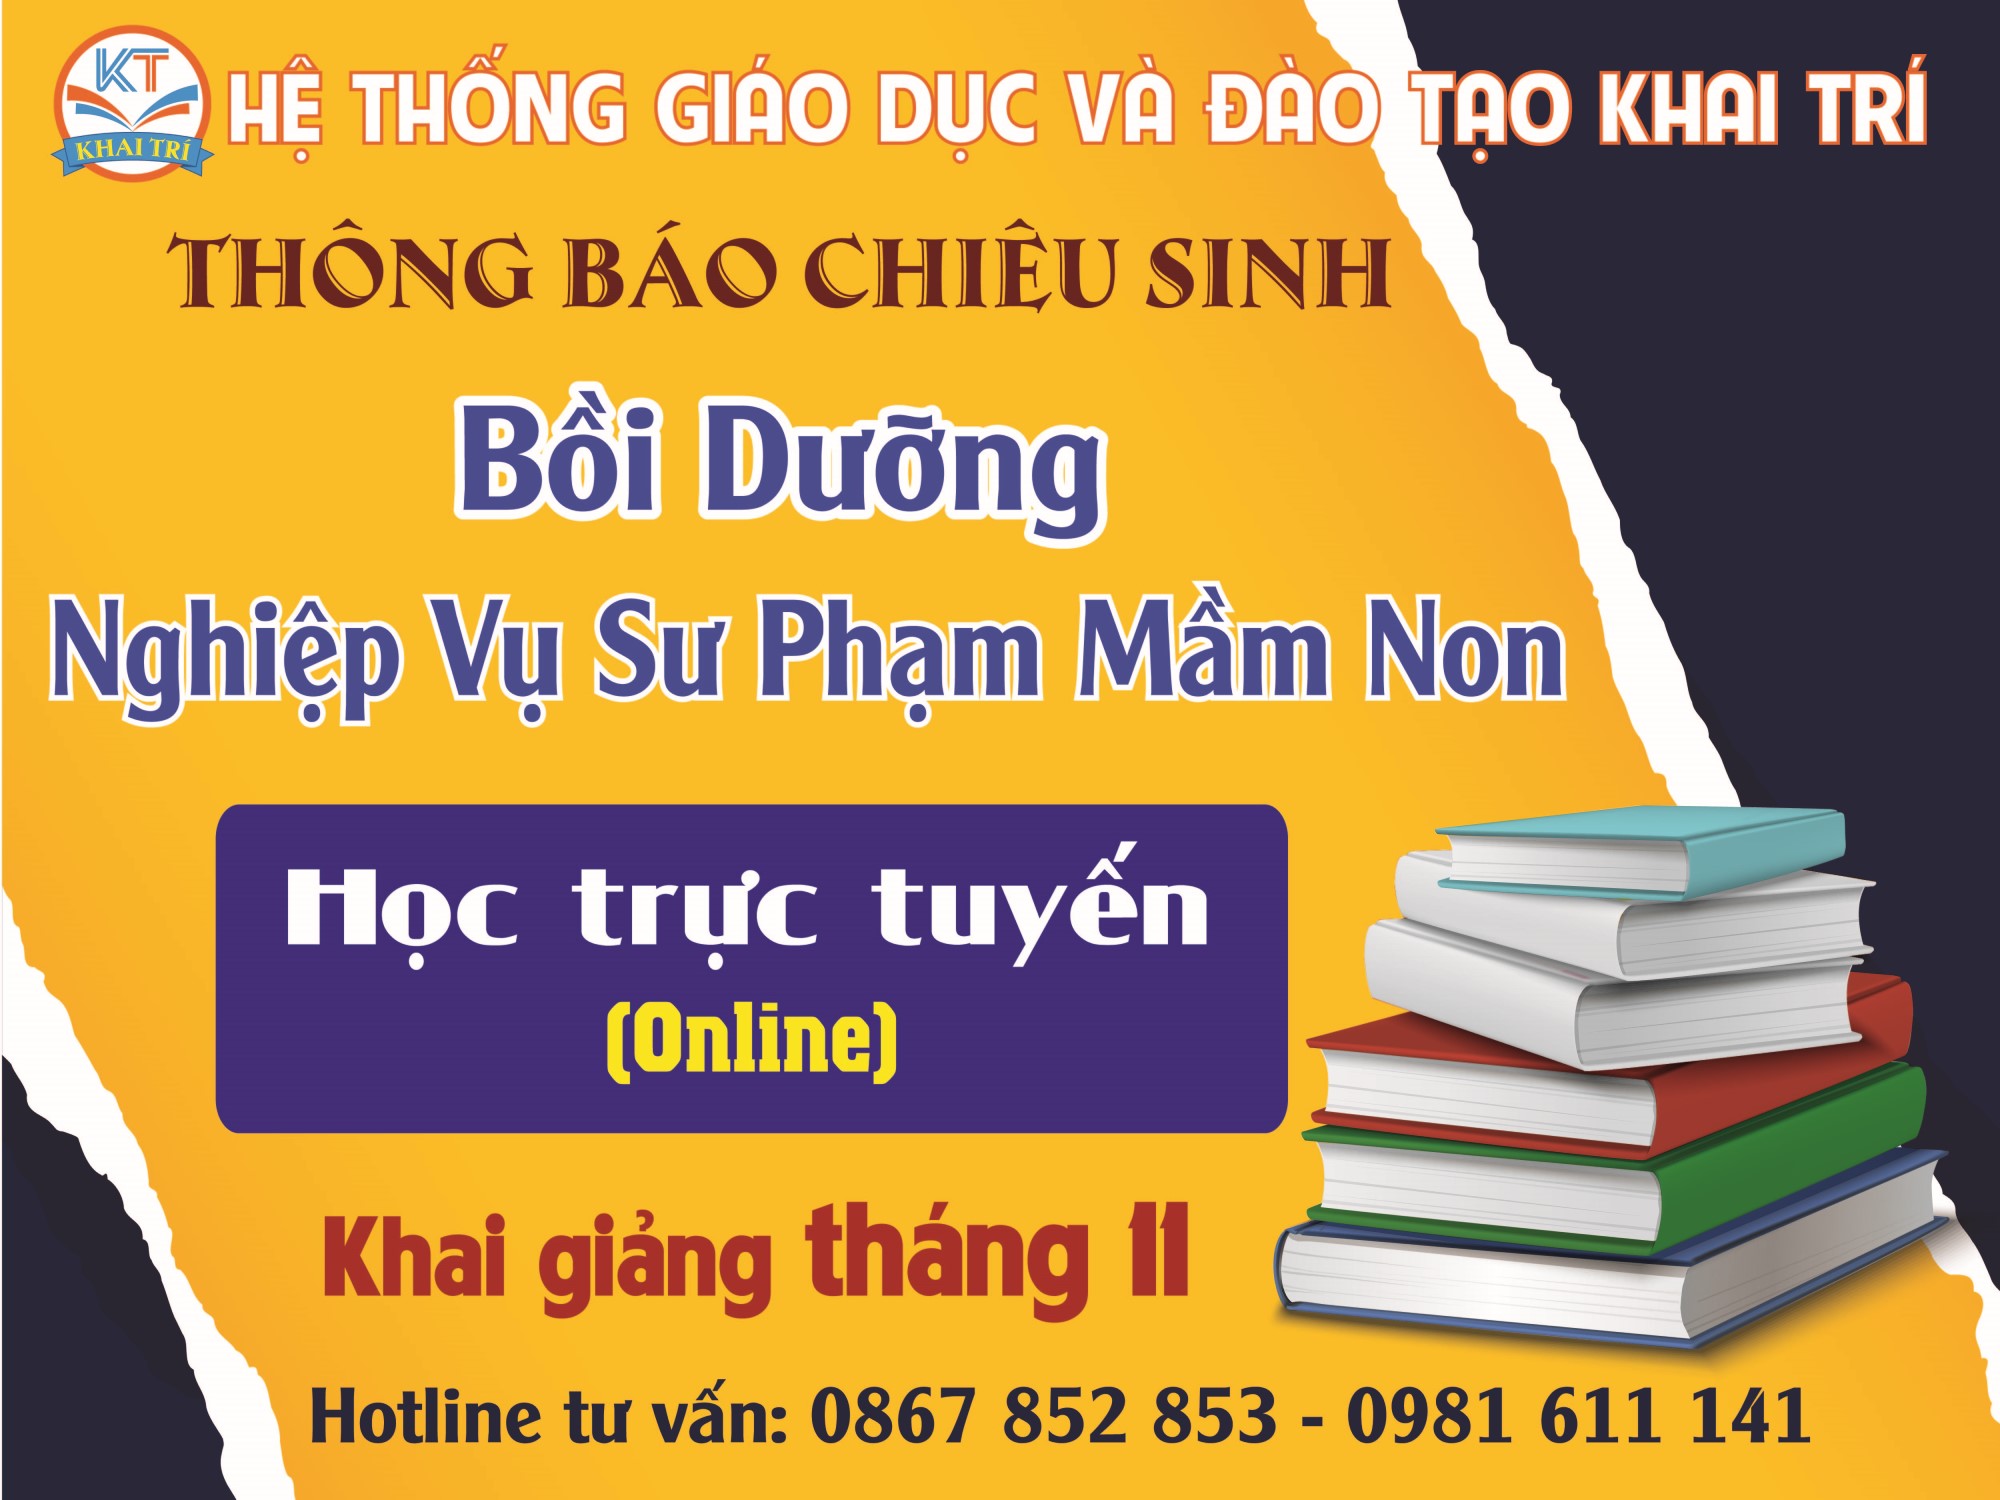 KT
KHAI TRÍ
HỆ THỐNG GIÁO DỤC VÀ ĐÀO TẠO KHAI TRÍ
THÔNG BÁO CHIÊU SINH
Bồi Dưỡng
Nghiệp Vụ Sư Phạm Mầm Non
Học trực tuyến
(Online)
Khai giảng tháng 11
Hotline tư vấn: 0867 852 853 - 0981 611 141